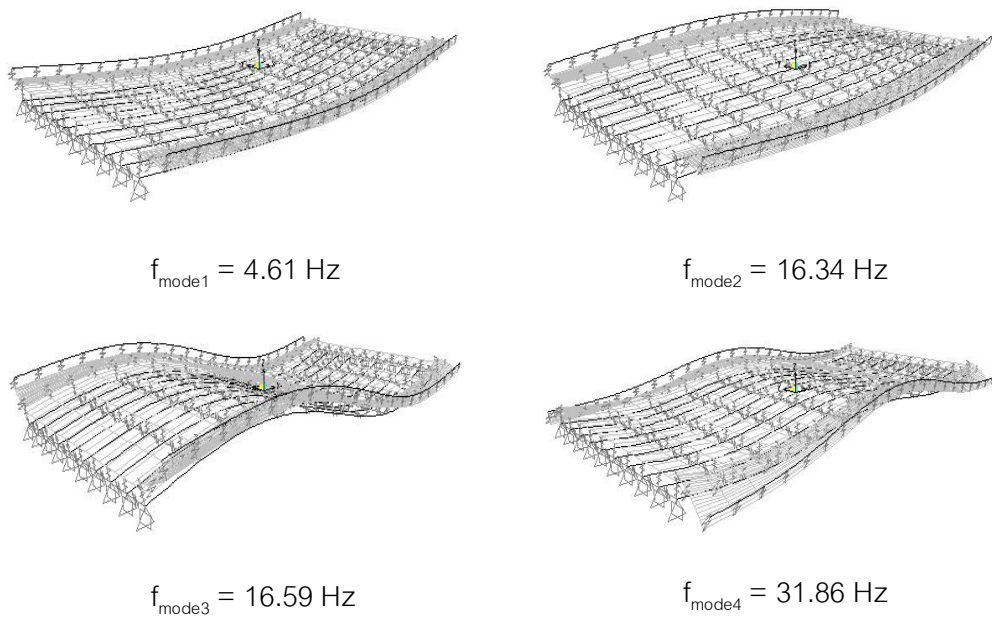 f_mode1 = 4.61 Hz
f_mode2 = 16.34 Hz
f_mode3 = 16.59 Hz
f_mode4 = 31.86 Hz